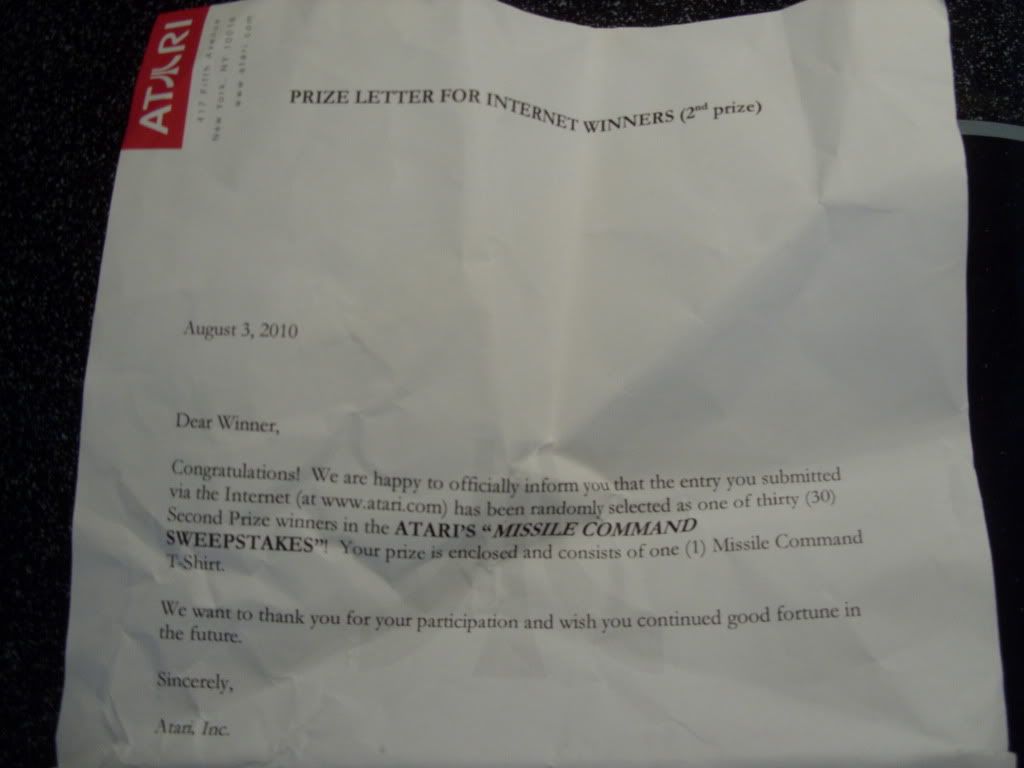 ATARI
417 Fifth Avenue
New York, NY 10016
www.atari.com
PRIZE LETTER FOR INTERNET WINNERS (2nd prize)
August 3, 2010
Dear Winner,
Congratulations! We are happy to officially inform you that the entry you submitted
via the Internet (at www.atari.com) has been randomly selected as one of thirty (30)
Second Prize winners in the ATARI'S "MISSILE COMMAND
SWEEPSTAKES"! Your prize is enclosed and consists of one (1) Missile Command
T-Shirt.
We want to thank you for your participation and wish you continued good fortune in
the future.
Sincerely,
Atari, Inc.